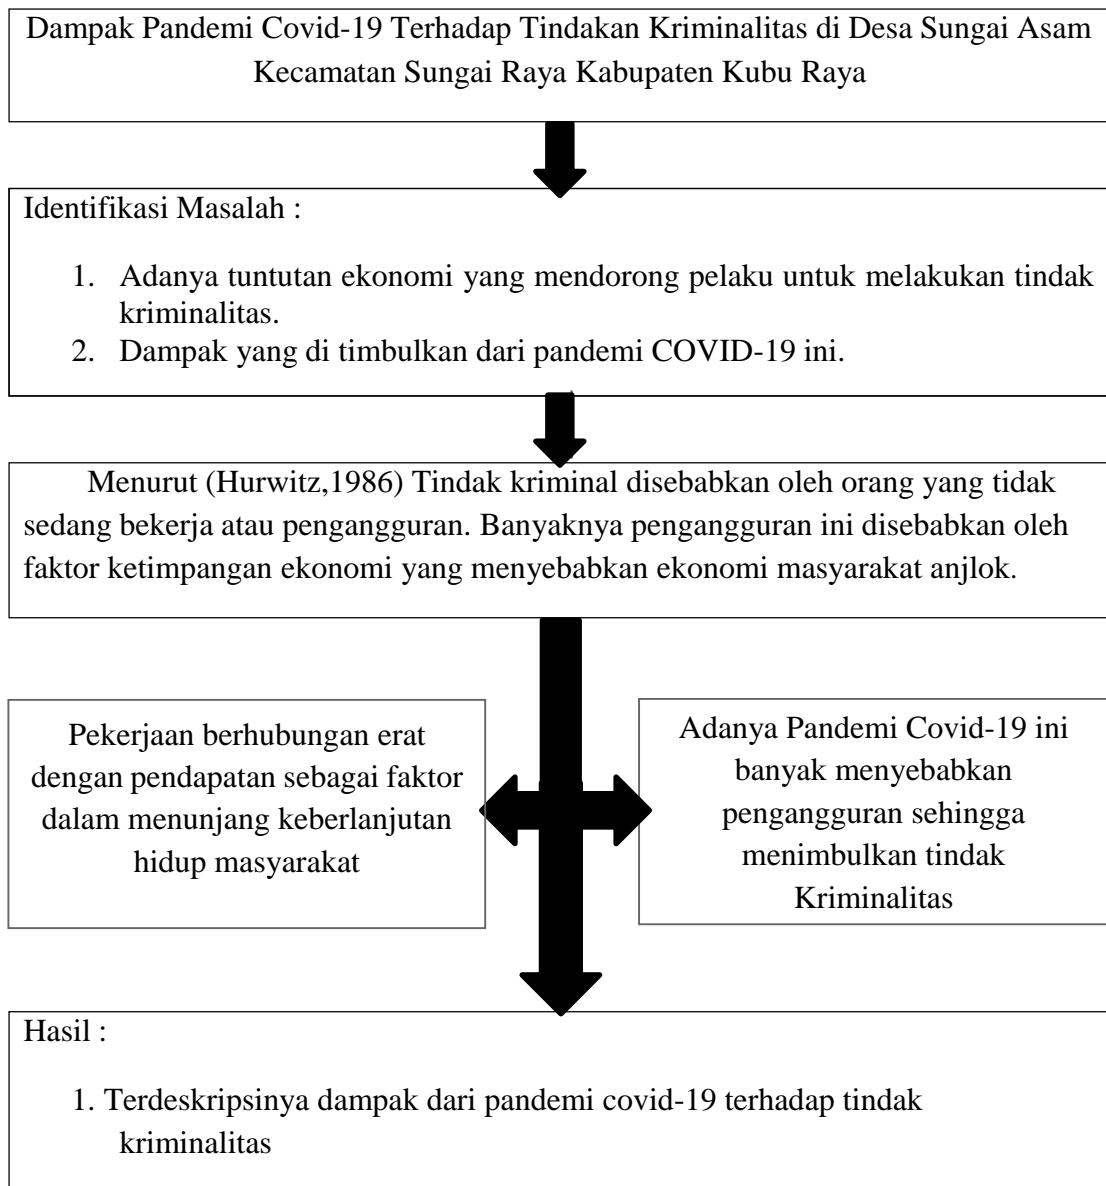 Dampak Pandemi Covid-19 Terhadap Tindakan Kriminalitas di Desa Sungai Asam
Kecamatan Sungai Raya Kabupaten Kubu Raya
Identifikasi Masalah :
1. Adanya tuntutan ekonomi yang mendorong pelaku untuk melakukan tindak
kriminalitas.
2. Dampak yang di timbulkan dari pandemi COVID-19 ini.
Menurut (Hurwitz,1986) Tindak kriminal disebabkan oleh orang yang tidak
sedang bekerja atau pengangguran. Banyaknya pengangguran ini disebabkan oleh
faktor ketimpangan ekonomi yang menyebabkan ekonomi masyarakat anjlok.
Pekerjaan berhubungan erat
dengan pendapatan sebagai faktor
dalam menunjang keberlanjutan
hidup masyarakat
Adanya Pandemi Covid-19 ini
banyak menyebabkan
pengangguran sehingga
menimbulkan tindak
Kriminalitas
Hasil :
1. Terdeskripsinya dampak dari pandemi covid-19 terhadap tindak
kriminalitas